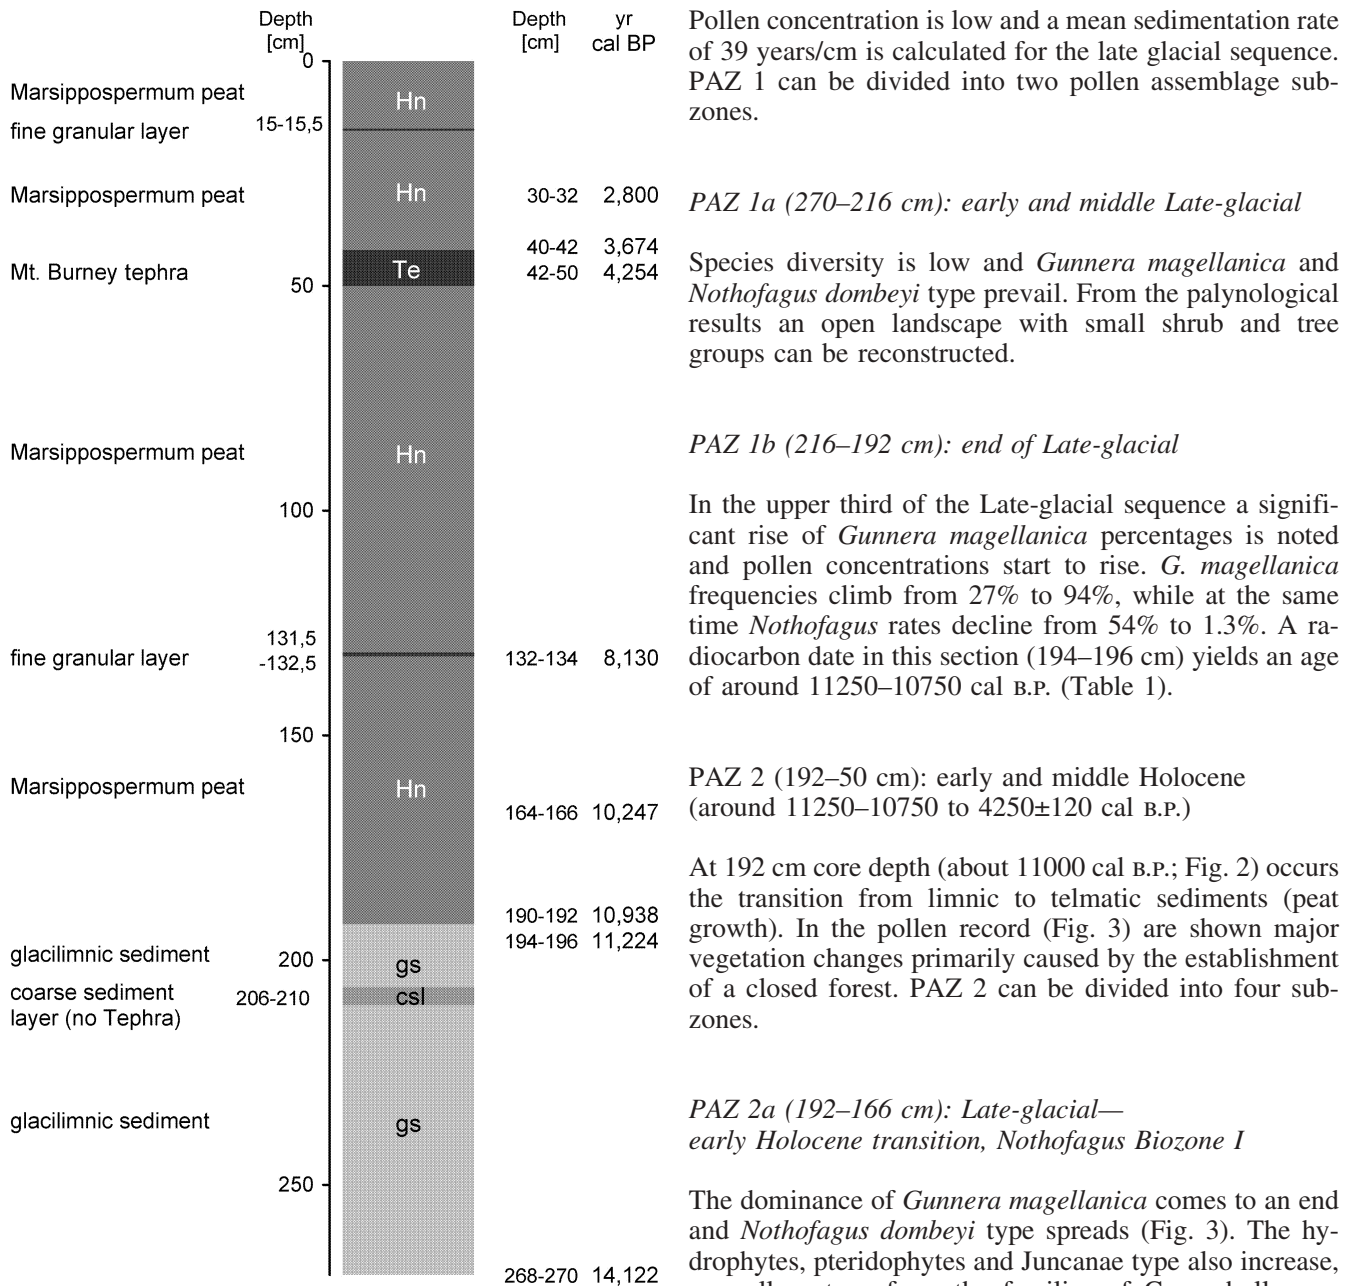 Depth
[cm]
Depth
[cm]
yr
cal BP
0
Marsippospermum peat
Hn
fine granular layer
15-15,5
Marsippospermum peat
Hn
30-32 2,800
40-42 3,674
Mt. Burney tephra
Te
42-50 4,254
50
Marsippospermum peat
Hn
100
131,5
-132,5
fine granular layer
132-134 8,130
150
Marsippospermum peat
Hn
164-166 10,247
190-192 10,938
194-196 11,224
glacilimnic sediment
200
gs
coarse sediment
layer (no Tephra)
206-210
csl
glacilimnic sediment
gs
250
268-270 14,122
Pollen concentration is low and a mean sedimentation rate
of 39 years/cm is calculated for the late glacial sequence.
PAZ 1 can be divided into two pollen assemblage sub-
zones.
PAZ 1a (270–216 cm): early and middle Late-glacial
Species diversity is low and Gunnera magellanica and
Nothofagus dombeyi type prevail. From the palynological
results an open landscape with small shrub and tree
groups can be reconstructed.
PAZ 1b (216–192 cm): end of Late-glacial
In the upper third of the Late-glacial sequence a signifi-
cant rise of Gunnera magellanica percentages is noted
and pollen concentrations start to rise. G. magellanica
frequencies climb from 27% to 94%, while at the same
time Nothofagus rates decline from 54% to 1.3%. A ra-
diocarbon date in this section (194–196 cm) yields an age
of around 11250–10750 cal B.P. (Table 1).
PAZ 2 (192–50 cm): early and middle Holocene
(around 11250–10750 to 4250±120 cal B.P.)
At 192 cm core depth (about 11000 cal B.P.; Fig. 2) occurs
the transition from limnic to telmatic sediments (peat
growth). In the pollen record (Fig. 3) are shown major
vegetation changes primarily caused by the establishment
of a closed forest. PAZ 2 can be divided into four sub-
zones.
PAZ 2a (192–166 cm): Late-glacial—
early Holocene transition, Nothofagus Biozone I
The dominance of Gunnera magellanica comes to an end
and Nothofagus dombeyi type spreads (Fig. 3). The hy-
drophytes, pteridophytes and Juncanae type also increase,